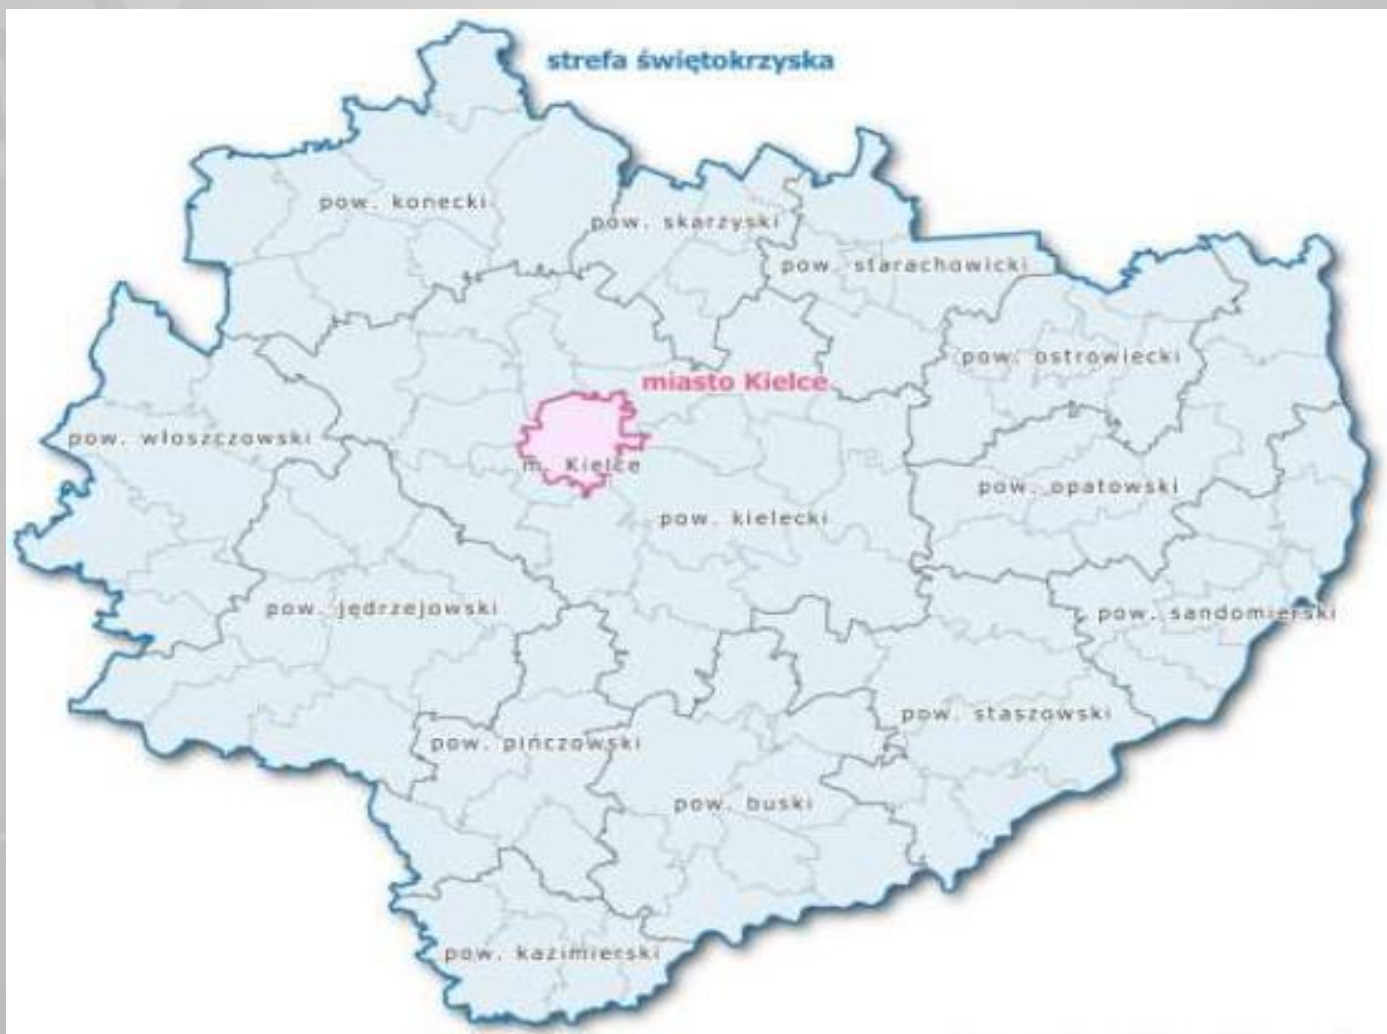 strefa świętokrzyska
pow. konecki
pow. skarżyski
pow. starachowicki
pow. ostrowiecki
miasto Kielce
pow. włoszczowski
m. Kielce
pow. opatowski
pow. kielecki
pow. jędrzejowski
pow. sandomierski
pow. staszowski
pow. pińczowski
pow. buski
pow. kazimierski